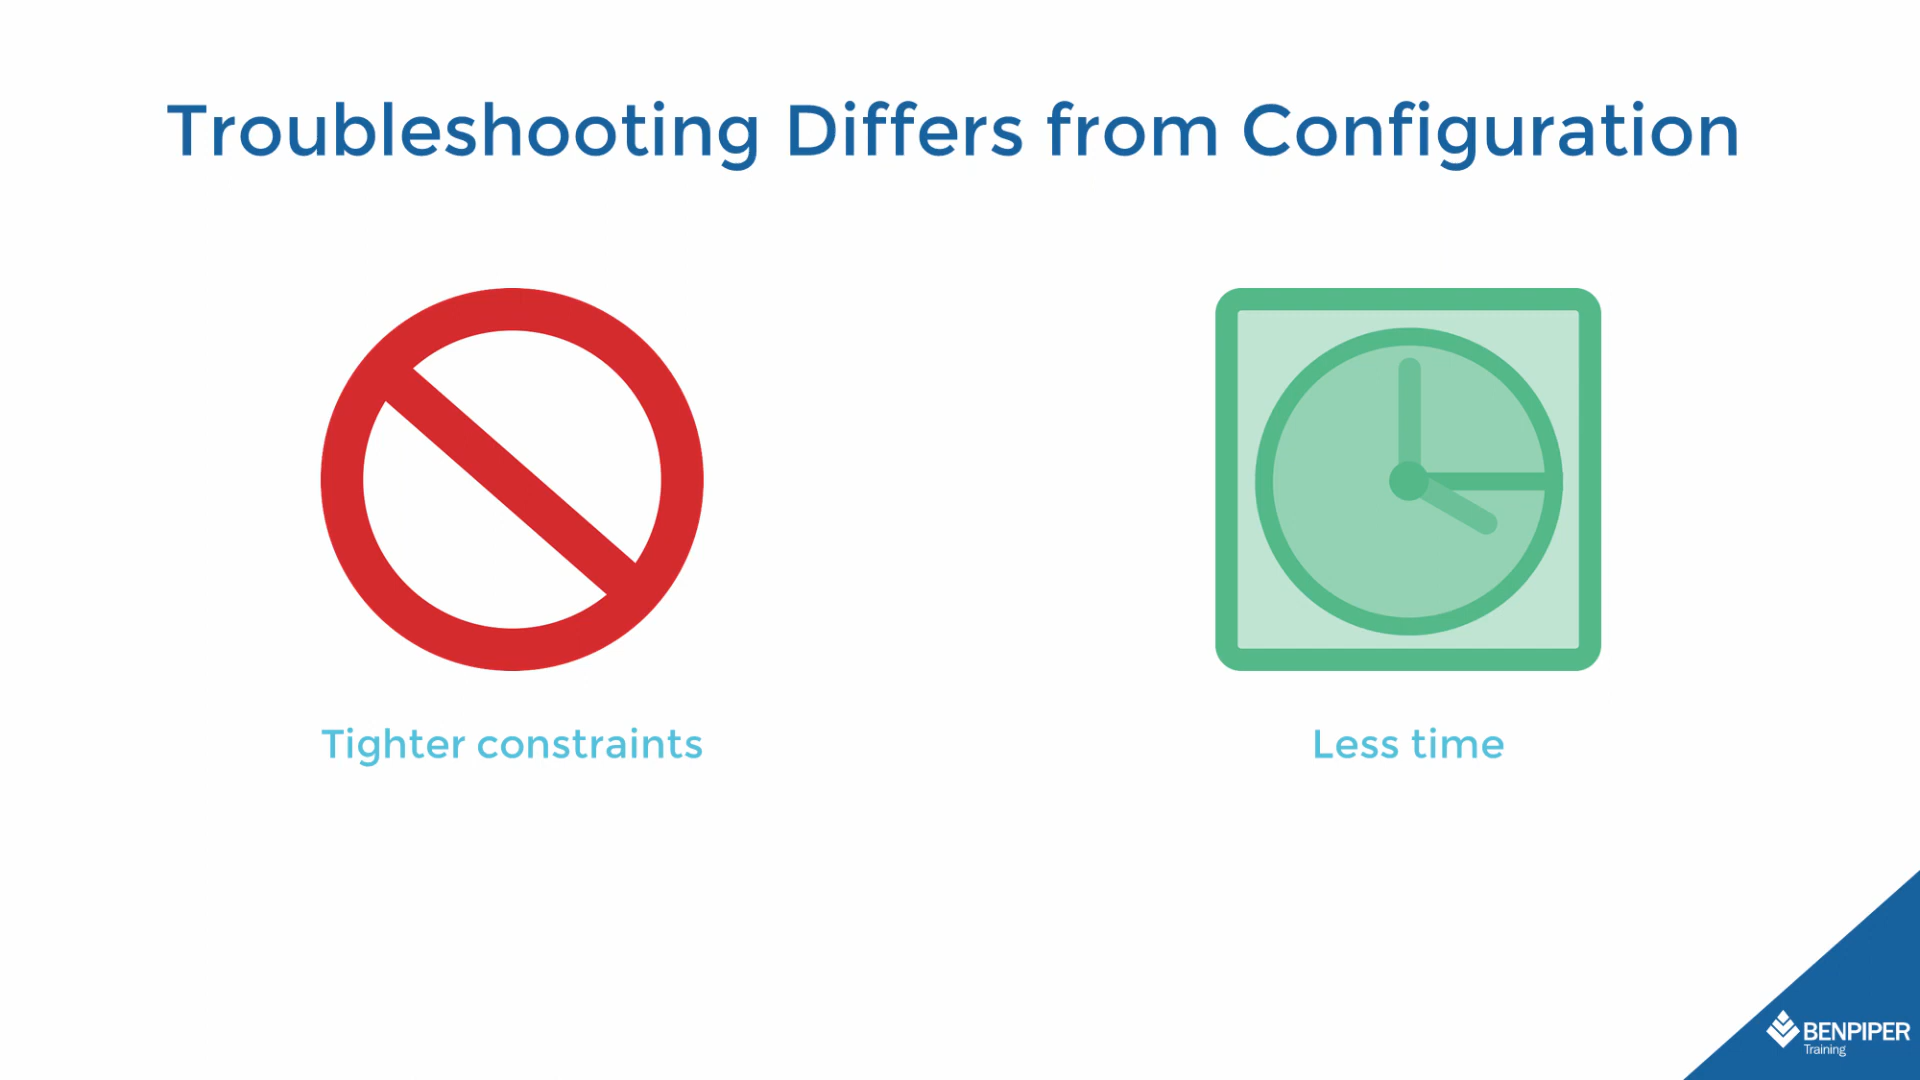 Troubleshooting Differs from Configuration
Tighter constraints
Less time
BENPIPER
Training